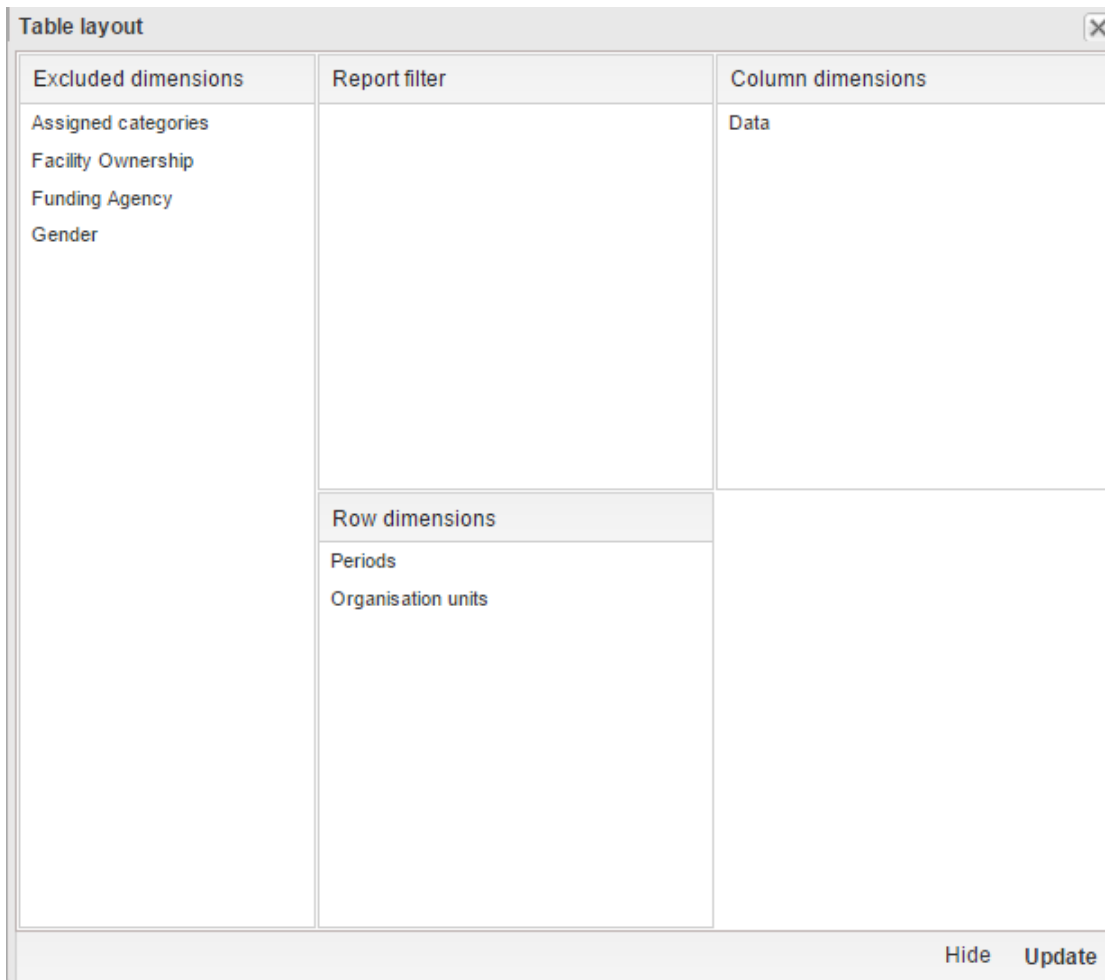 Table layout
Excluded dimensions
Assigned categories
Facility Ownership
Funding Agency
Gender
Report filter
Column dimensions
Data
Row dimensions
Periods
Organisation units
Hide
Update